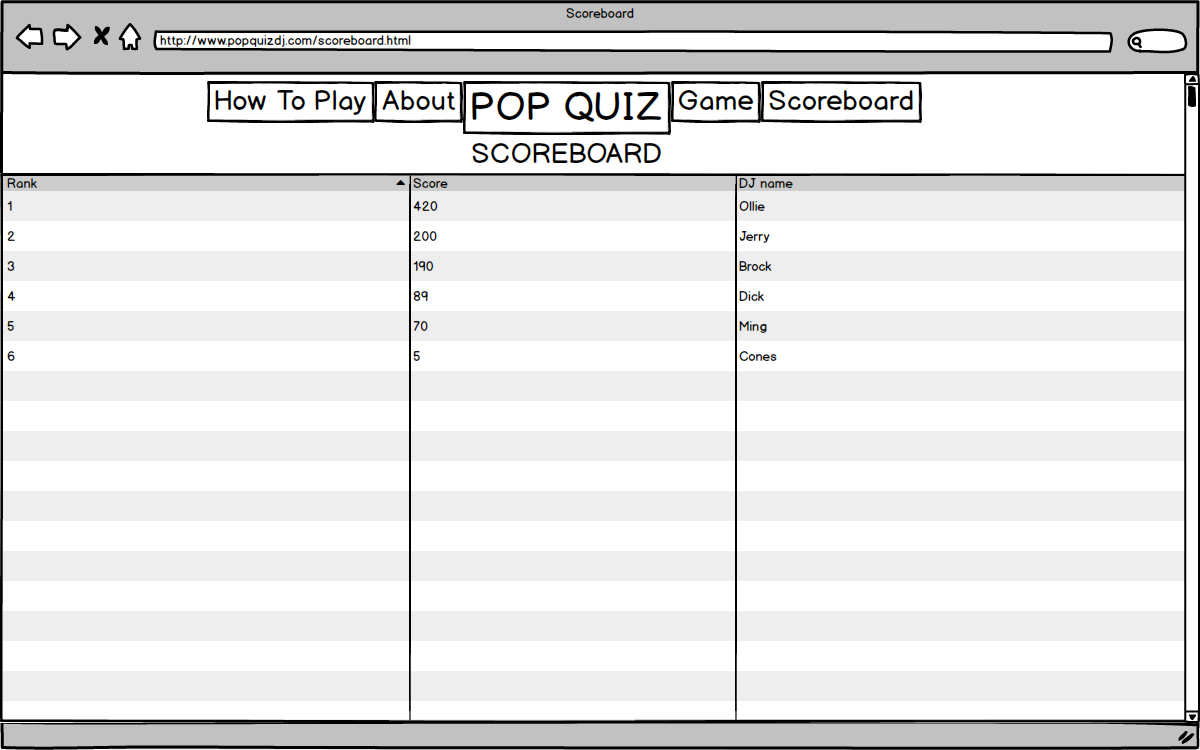 Scoreboard
http://www.popquizdj.com/scoreboard.html
How To Play About POP QUIZ Game Scoreboard
SCOREBOARD
Rank Score DJ name
1 420 Ollie
2 200 Jerry
3 190 Brock
4 89 Dick
5 70 Ming
6 5 Cones